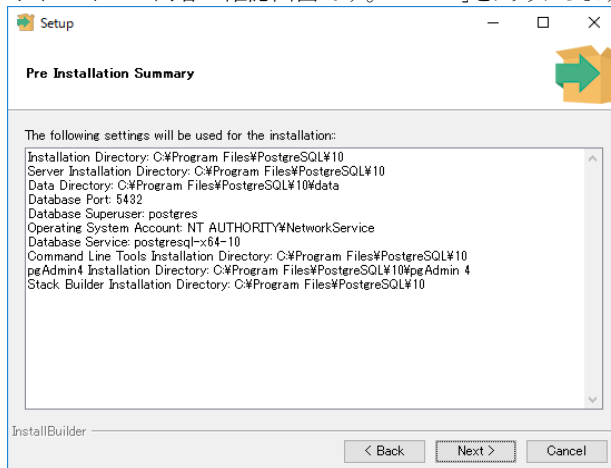 Setup
Pre Installation Summary
The following settings will be used for the installation::
Installation Directory: C:¥Program Files¥PostgreSQL¥10
Server Installation Directory: C:¥Program Files¥PostgreSQL¥10
Data Directory: C:¥Program Files¥PostgreSQL¥10¥data
Database Port: 5432
Database Superuser: postgres
Operating System Account: NT AUTHORITY¥NetworkService
Database Service: postgresql-x64-10
Command Line Tools Installation Directory: C:¥Program Files¥PostgreSQL¥10
pgAdmin4 Installation Directory: C:¥Program Files¥PostgreSQL¥10¥pgAdmin 4
Stack Builder Installation Directory: C:¥Program Files¥PostgreSQL¥10
InstallBuilder
< Back Next > Cancel